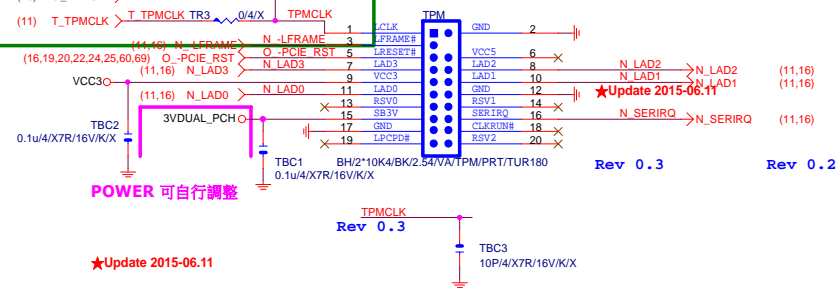 (11) T_TPMCLK T_TPMCLK TR3 0/4/X TPMCLK TPM
1 LCLK GND 2
(11,16) N_-LFRAME N_-LFRAME 3 LFRAME#
(16,19,20,22,24,25,60,69) O_-PCIE_RST O_-PCIE_RST 5 LRESET# VCC5 6
(11,16) N_LAD3 N_LAD3 7 LAD3 LAD2 8 N_LAD2 N_LAD2 (11,16)
VCC3 9 VCC3 LAD1 10 N_LAD1 N_LAD1 (11,16)
(11,16) N_LAD0 N_LAD0 11 LAD0 GND 12 ★Update 2015-06.11
13 RSV0 RSV1 14
3VDUAL_PCH 15 SB3V SERIRQ 16 N_SERIRQ N_SERIRQ (11,16)
17 GND CLKRUN# 18
19 LPCPD# RSV2 20
TBC2
0.1u/4/X7R/16V/K/X
BH/2*10K4/BK/2.54/VA/TPM/PRT/TUR180
TBC1
0.1u/4/X7R/16V/K/X
Rev 0.3 Rev 0.2
POWER 可自行調整
TPMCLK
Rev 0.3
TBC3
10P/4/X7R/16V/K/X
★Update 2015-06.11